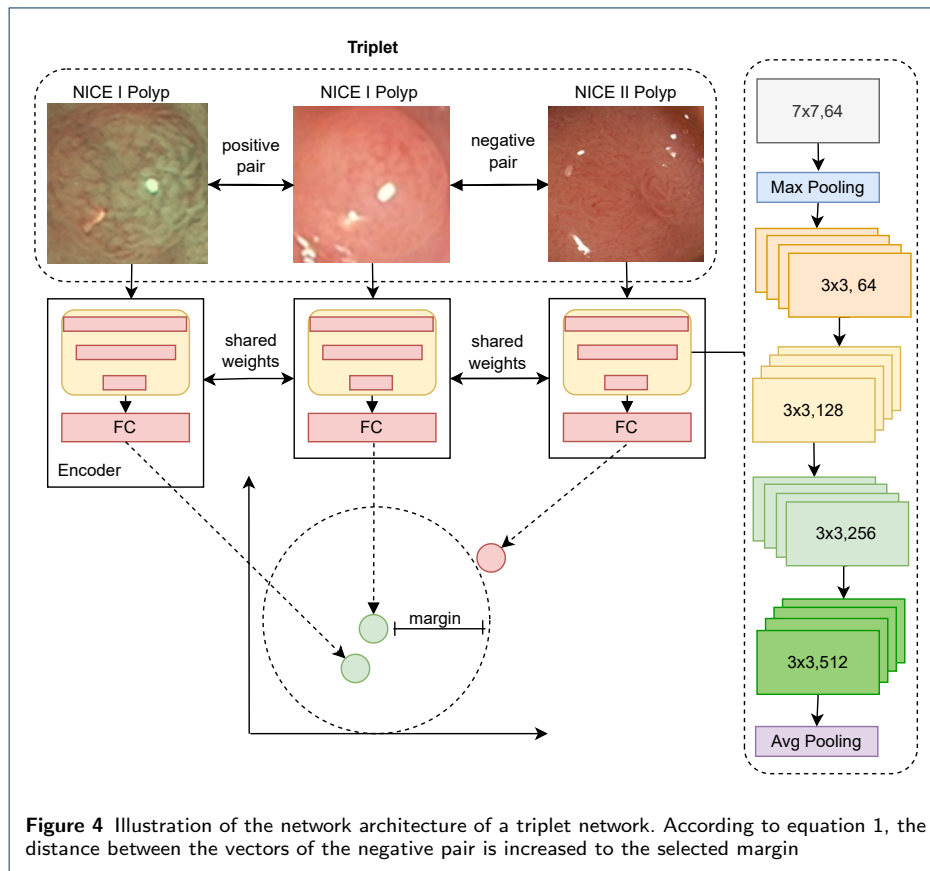 Triplet
NICE I Polyp
NICE I Polyp
NICE II Polyp
positive
pair
negative
pair
shared
weights
shared
weights
FC
FC
FC
Encoder
margin
7x7,64
Max Pooling
3x3, 64
3x3,128
3x3,256
3x3,512
Avg Pooling
Figure 4 Illustration of the network architecture of a triplet network. According to equation 1, the
distance between the vectors of the negative pair is increased to the selected margin